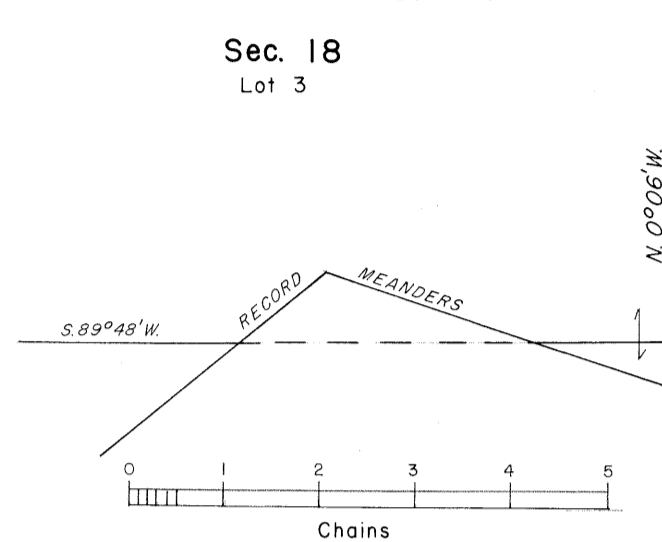 Sec. 18
Lot 3
N.0°06'W.
RECORD
MEANDERS
S.89°48'W.
0 1 2 3 4 5
Chains